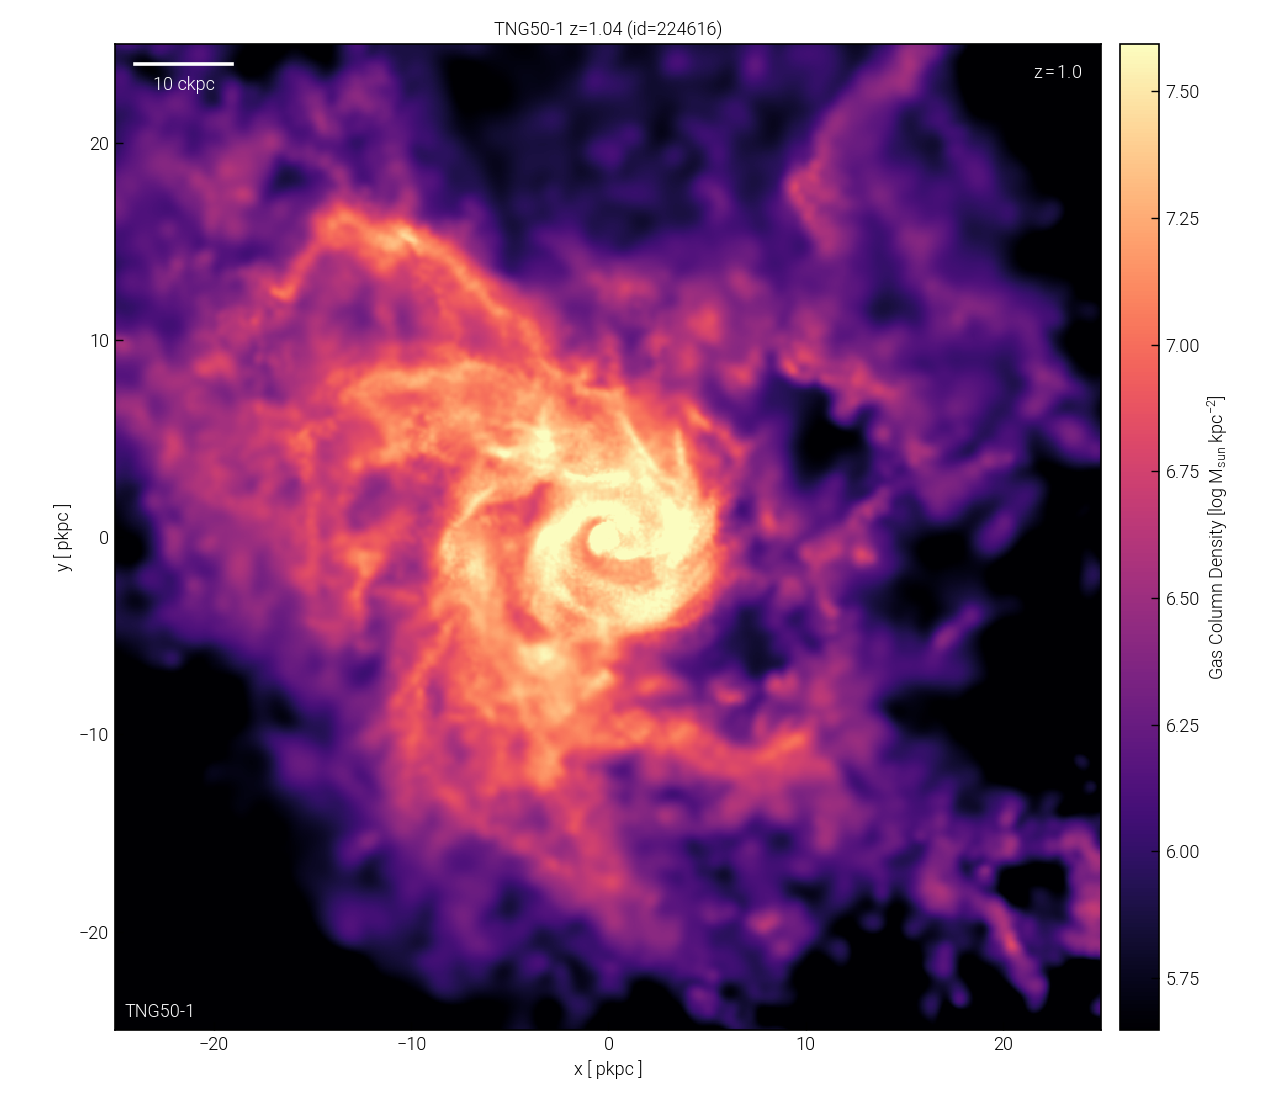 TNG50-1 z=1.04 (id=224616)
10 ckpc
z = 1.0
TNG50-1
20
10
0
−10
−20
y [ pkpc ]
−20
−10
0
10
20
x [ pkpc ]
7.50
7.25
7.00
6.75
6.50
6.25
6.00
5.75
Gas Column Density [log M_sun kpc^−2]